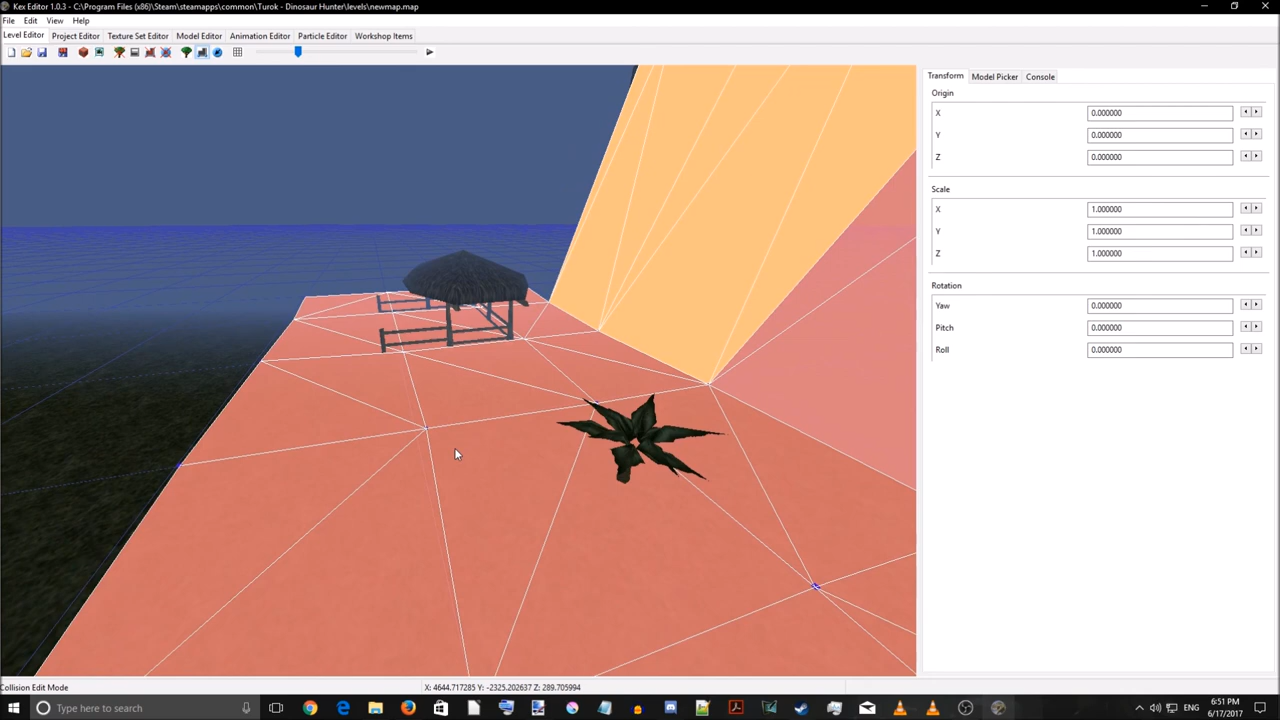 Kex Editor 1.0.3 - C:\Program Files (x86)\Steam\steamapps\common\Turok - Dinosaur Hunter\levels\newmap.map
File Edit View Help
Level Editor Project Editor Texture Set Editor Model Editor Animation Editor Particle Editor Workshop Items
Transform Model Picker Console
Origin
X 0.000000
Y 0.000000
Z 0.000000
Scale
X 1.000000
Y 1.000000
Z 1.000000
Rotation
Yaw 0.000000
Pitch 0.000000
Roll 0.000000
Collision Edit Mode X: 4644.717285 Y: -2325.202637 Z: 289.705994
Type here to search
ENG
6:51 PM
6/17/2017